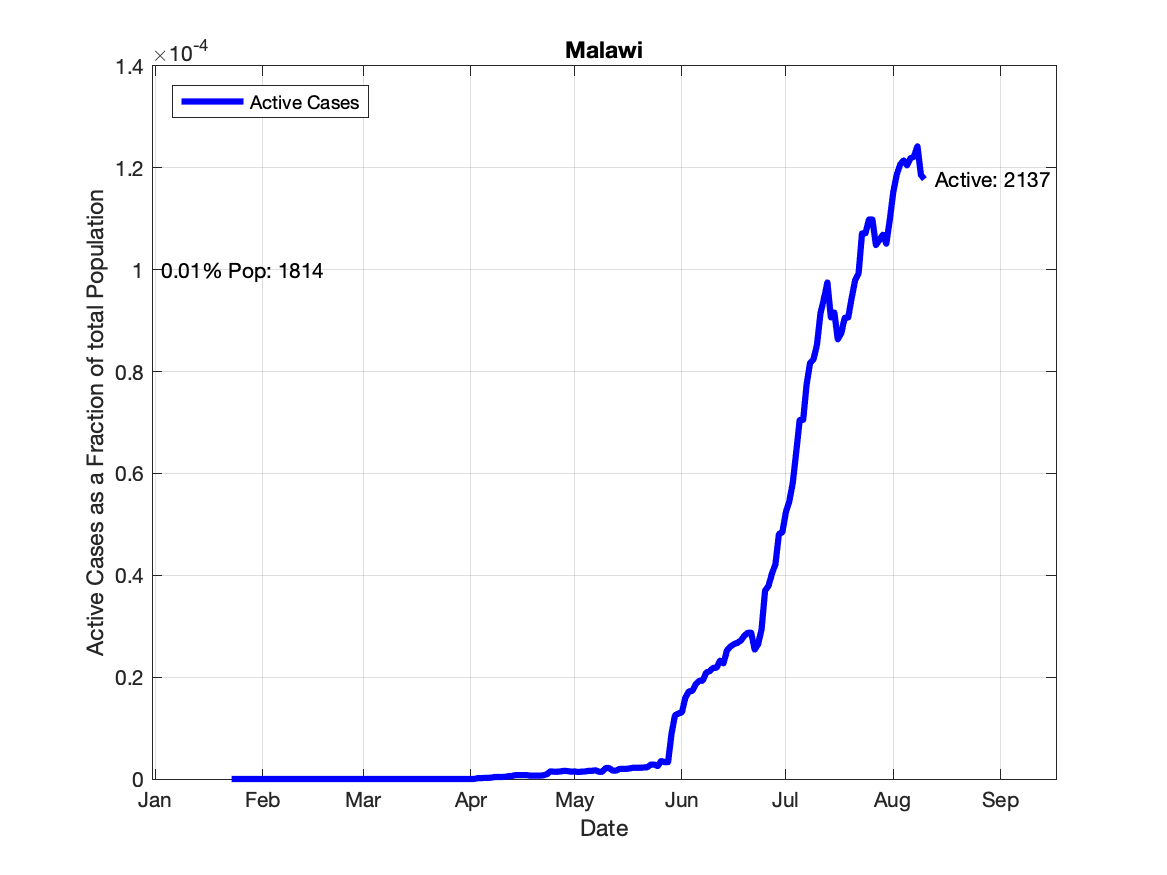 Malawi
×10-4
1.4
1.2
1
0.8
0.6
0.4
0.2
0
Active Cases
Active: 2137
0.01% Pop: 1814
Active Cases as a Fraction of total Population
Jan Feb Mar Apr May Jun Jul Aug Sep
Date